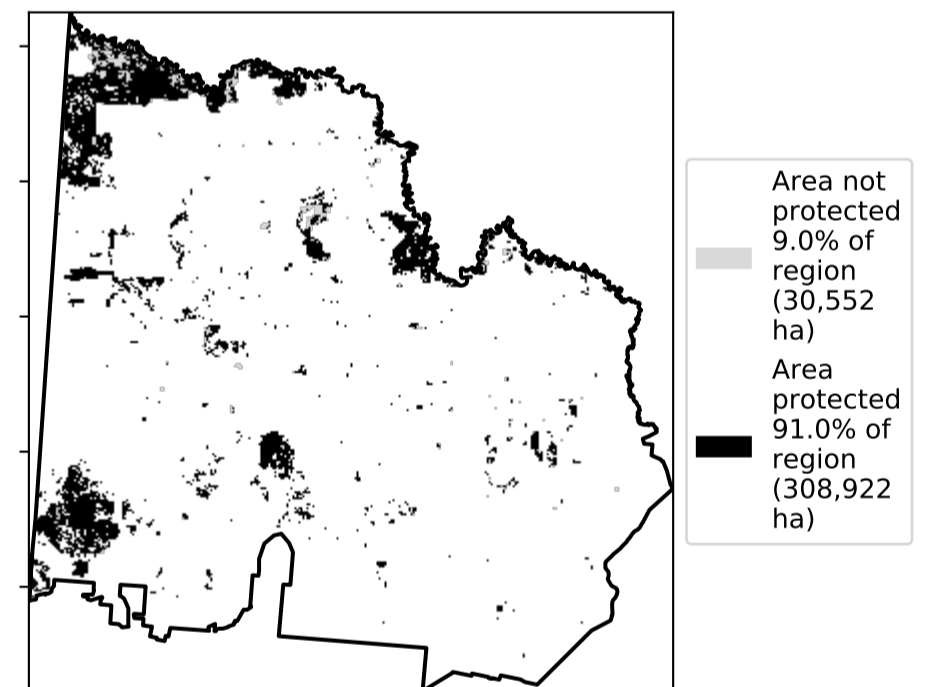 Area not
protected
9.0% of
region
(30,552
ha)
Area
protected
91.0% of
region
(308,922
ha)